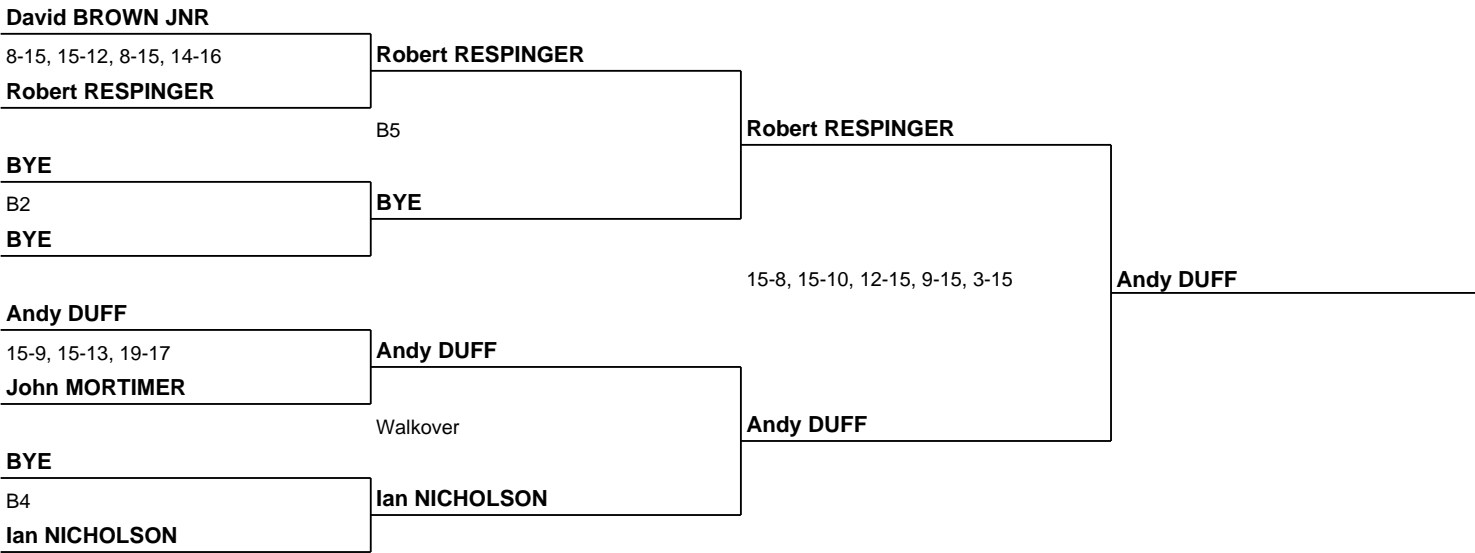 David BROWN JNR
8-15, 15-12, 8-15, 14-16
Robert RESPINGER
Robert RESPINGER
B5
Robert RESPINGER
BYE
B2
BYE
BYE
15-8, 15-10, 12-15, 9-15, 3-15
Andy DUFF
Andy DUFF
15-9, 15-13, 19-17
Andy DUFF
John MORTIMER
Walkover
Andy DUFF
BYE
B4
Ian NICHOLSON
Ian NICHOLSON